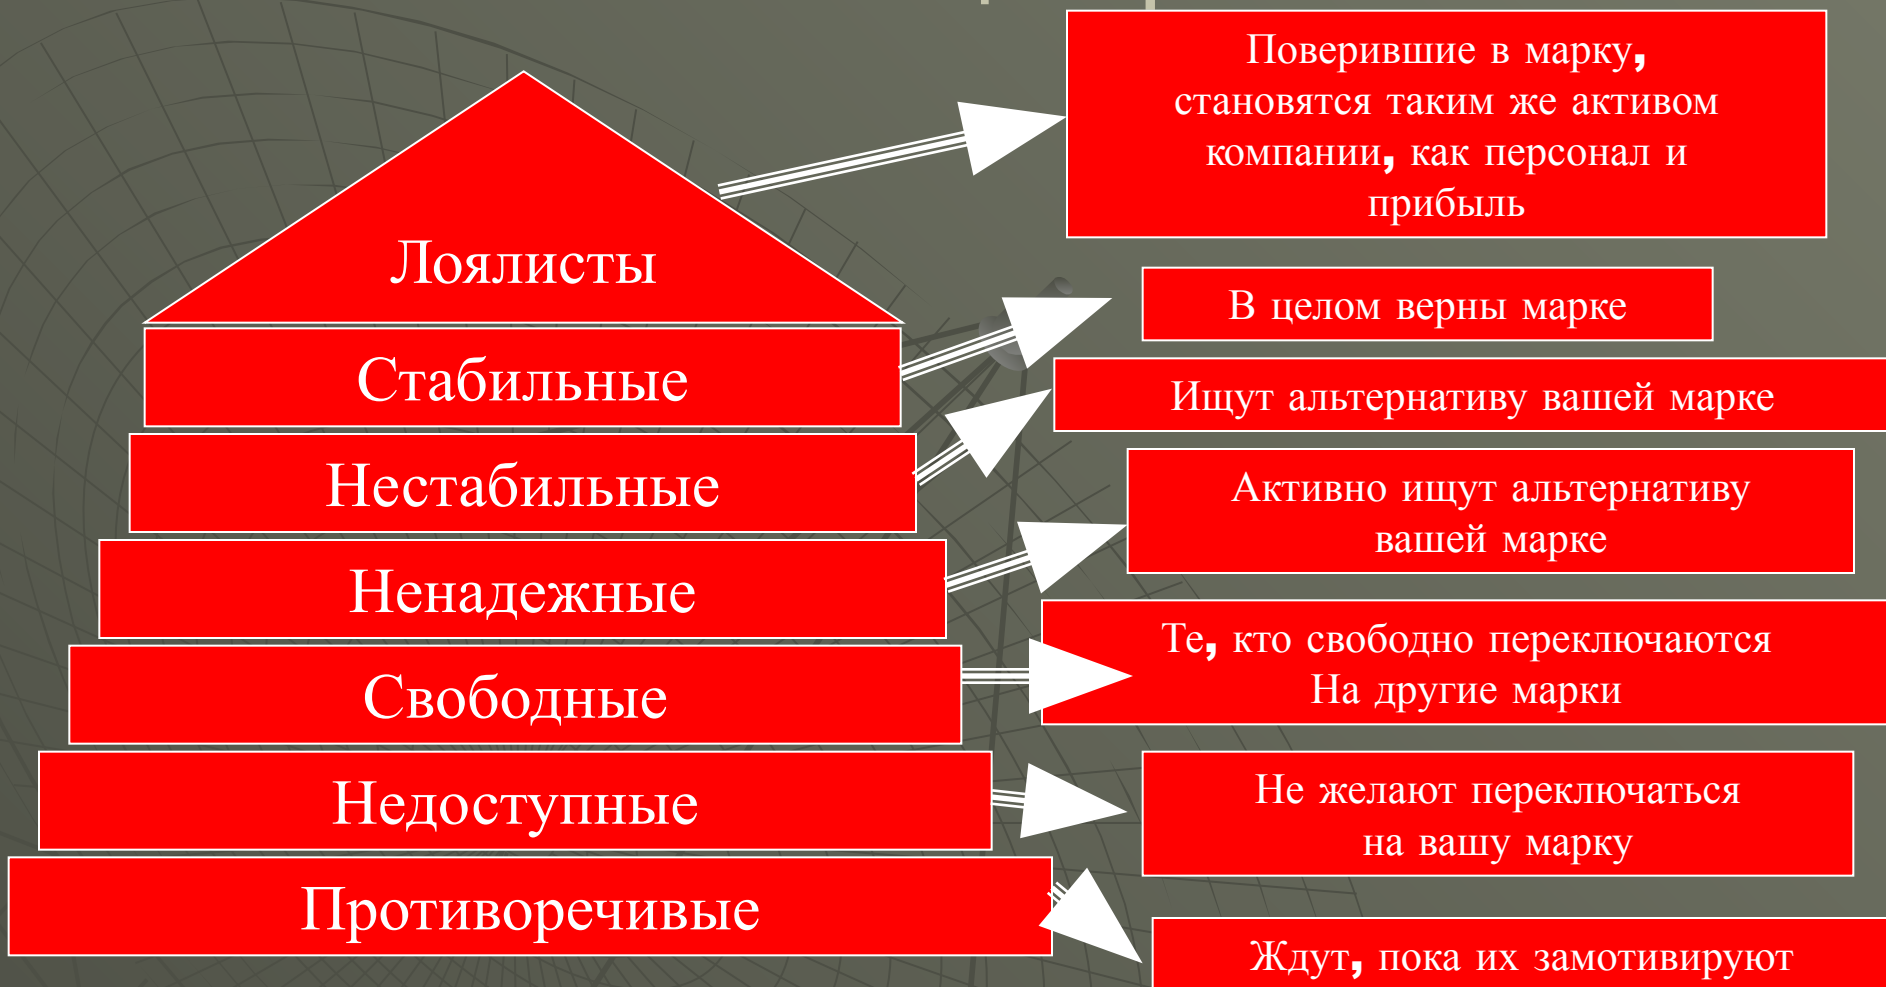 Лоялисты
Поверившие в марку,
становятся таким же активом
компании, как персонал и
прибыль
Стабильные
В целом верны марке
Нестабильные
Ищут альтернативу вашей марке
Ненадежные
Активно ищут альтернативу
вашей марке
Свободные
Те, кто свободно переключаются
На другие марки
Недоступные
Не желают переключаться
на вашу марку
Противоречивые
Ждут, пока их замотивируют